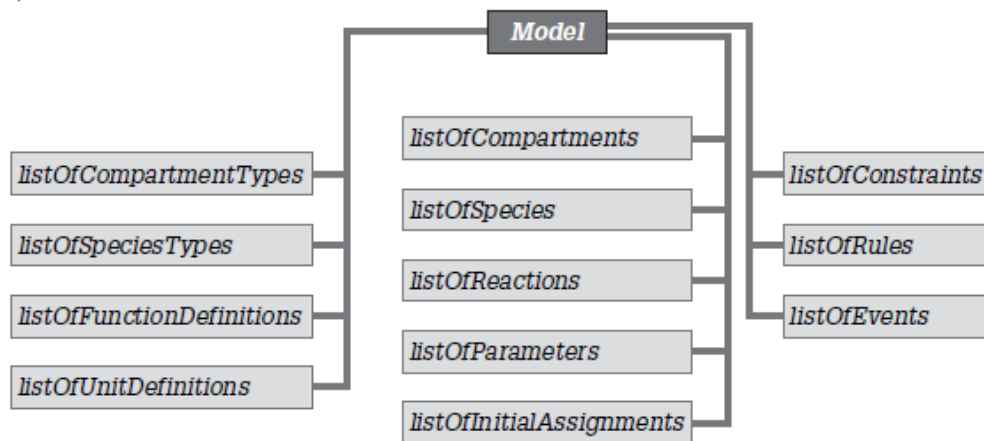 Model
listOfCompartmentTypes
listOfSpeciesTypes
listOfFunctionDefinitions
listOfUnitDefinitions
listOfCompartments
listOfSpecies
listOfReactions
listOfParameters
listOfInitialAssignments
listOfConstraints
listOfRules
listOfEvents